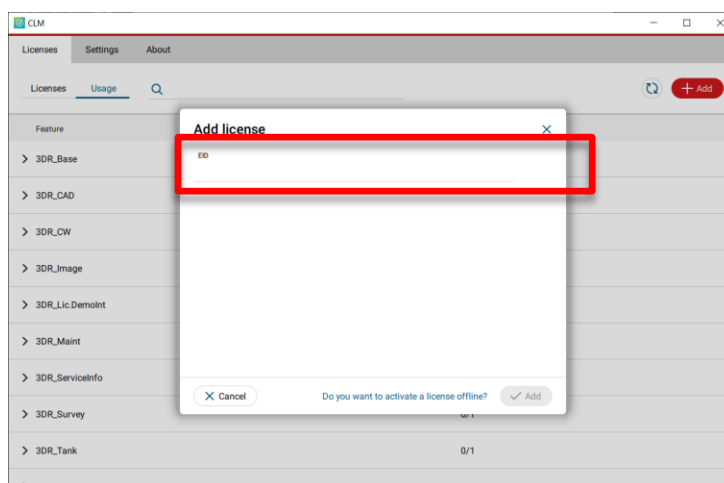 CLM
Licenses Settings About
Licenses Usage
+ Add
Feature
Add license
EID
3DR_Base
3DR_CAD
3DR_CW
3DR_Image
3DR_Lic.DemoInt
3DR_Maint
3DR_ServiceInfo
Cancel Do you want to activate a license offline? Add
3DR_Survey 0/1
3DR_Tank 0/1